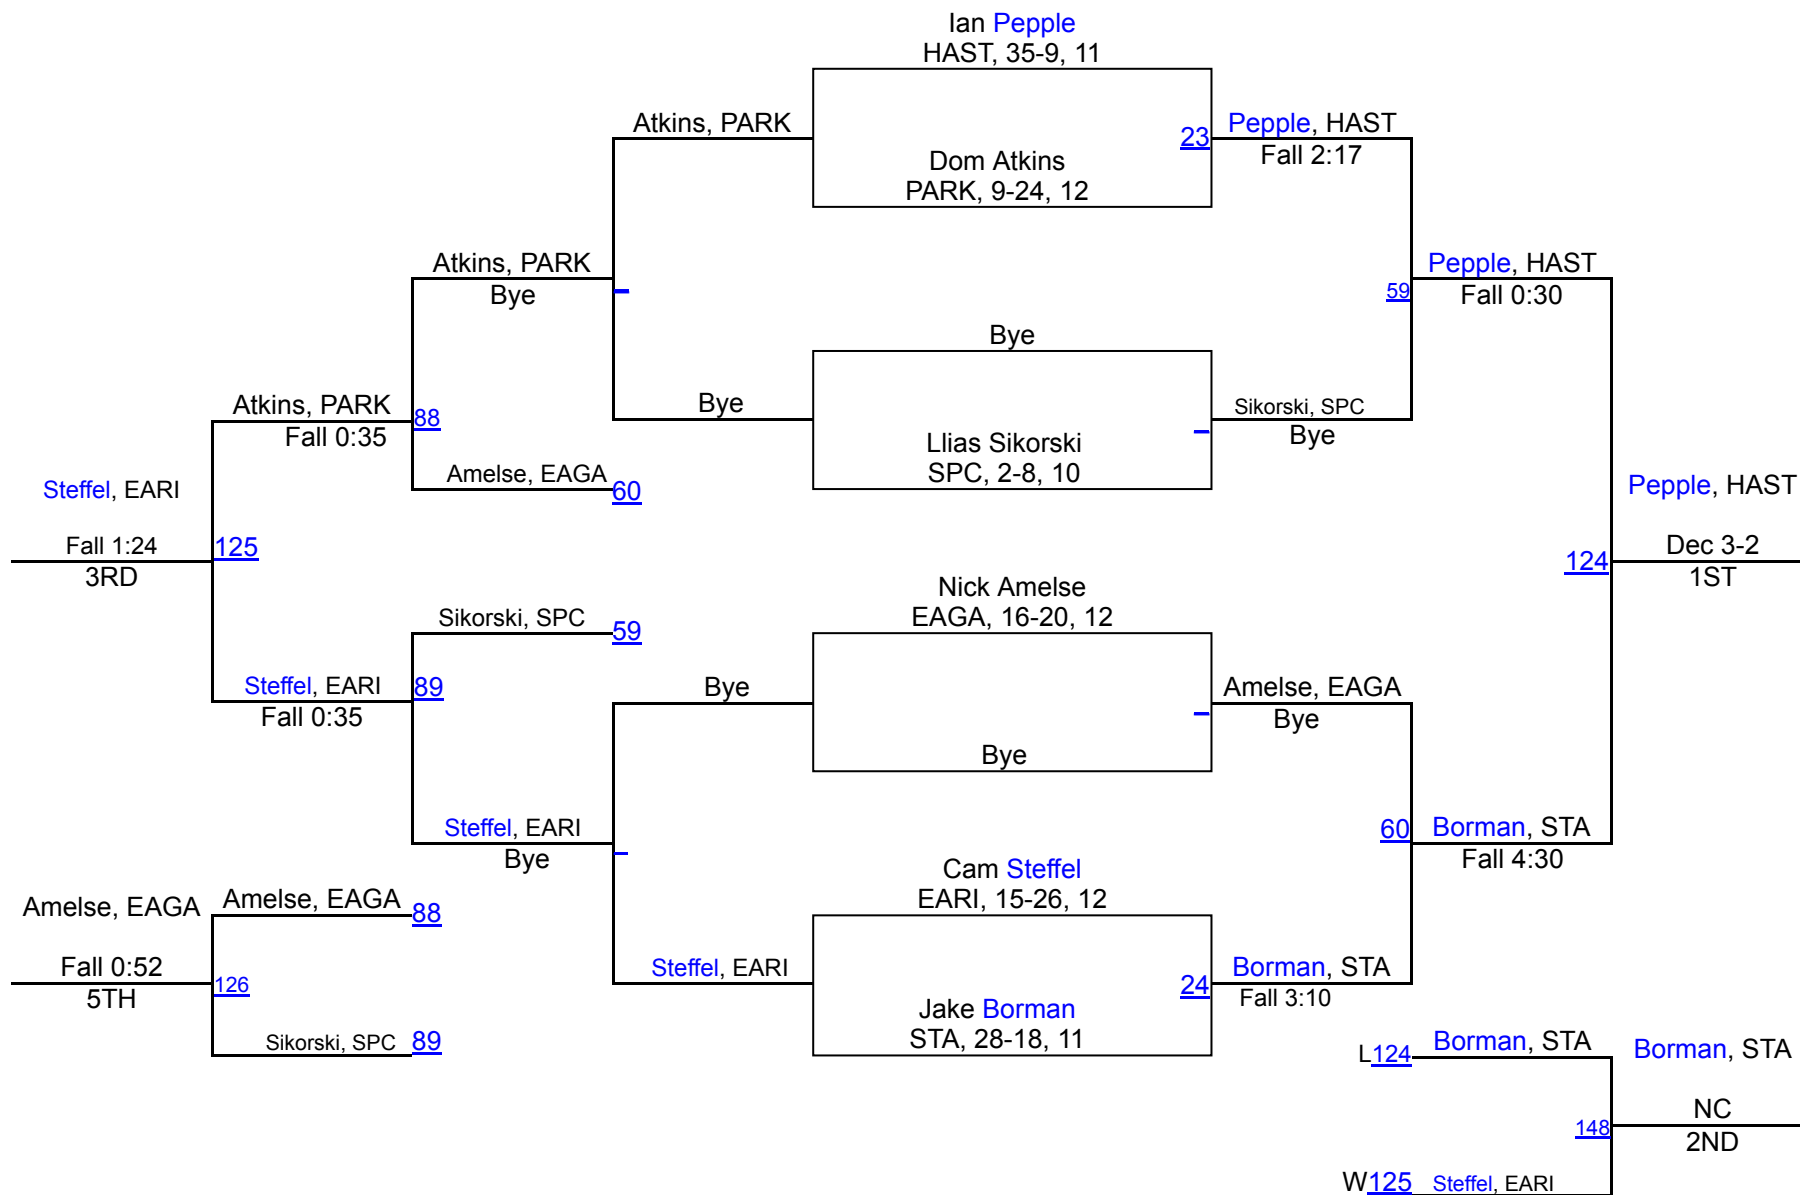 Ian Pepple
HAST, 35-9, 11
Atkins, PARK
23
Pepple, HAST
Fall 2:17
Dom Atkins
PARK, 9-24, 12
Atkins, PARK
Bye
59
Pepple, HAST
Fall 0:30
Bye
Atkins, PARK
Fall 0:35
88
Bye
Sikorski, SPC
Bye
Llias Sikorski
SPC, 2-8, 10
Amelse, EAGA
60
Steffel, EARI
Fall 1:24
3RD
125
Pepple, HAST
124
Dec 3-2
1ST
Nick Amelse
EAGA, 16-20, 12
Sikorski, SPC
59
Steffel, EARI
Fall 0:35
89
Bye
Amelse, EAGA
Bye
Bye
Steffel, EARI
Bye
60
Borman, STA
Fall 4:30
Cam Steffel
EARI, 15-26, 12
Amelse, EAGA
Amelse, EAGA
88
Fall 0:52
5TH
126
Steffel, EARI
24
Borman, STA
Fall 3:10
Jake Borman
STA, 28-18, 11
Sikorski, SPC
89
L124
Borman, STA
Borman, STA
148
NC
2ND
W125
Steffel, EARI